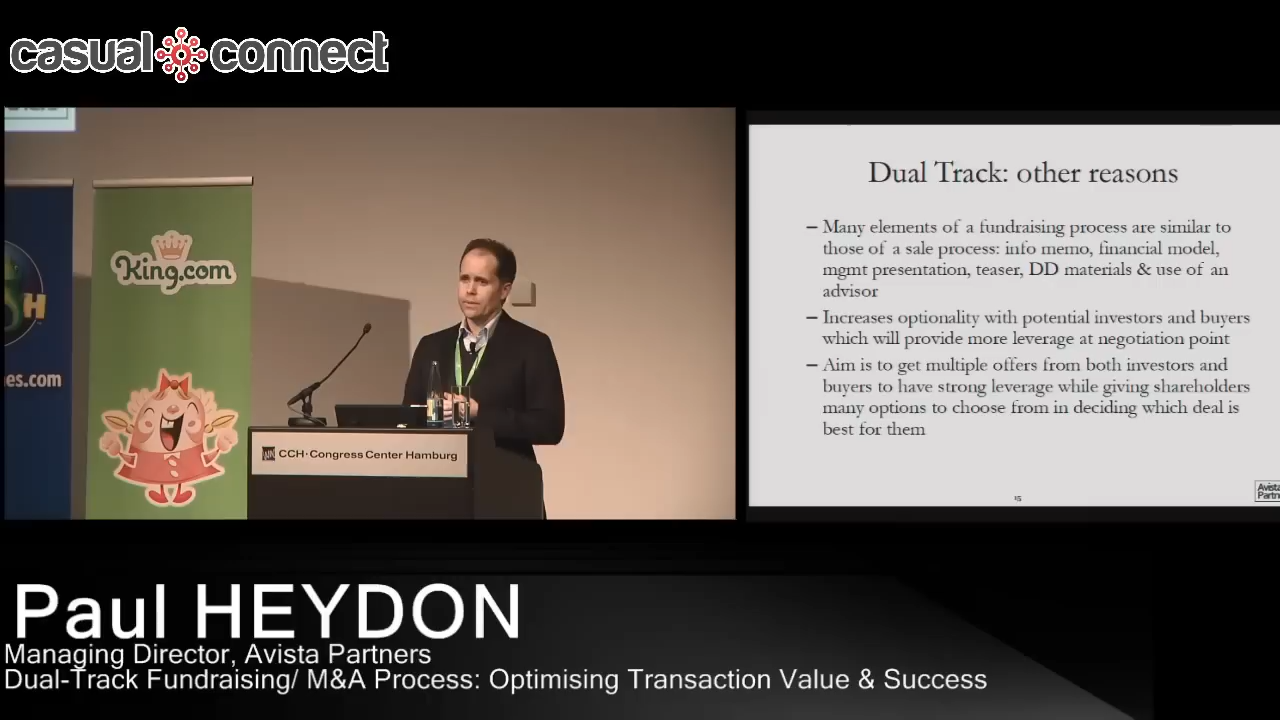 casual connect
King.com
H
es.com
CCH·Congress Center Hamburg
Dual Track: other reasons
– Many elements of a fundraising process are similar to
those of a sale process: info memo, financial model,
mgmt presentation, teaser, DD materials & use of an
advisor
– Increases optionality with potential investors and buyers
which will provide more leverage at negotiation point
– Aim is to get multiple offers from both investors and
buyers to have strong leverage while giving shareholders
many options to choose from in deciding which deal is
best for them
15
Avista
Partne
Paul HEYDON
Managing Director, Avista Partners
Dual-Track Fundraising/ M&A Process: Optimising Transaction Value & Success